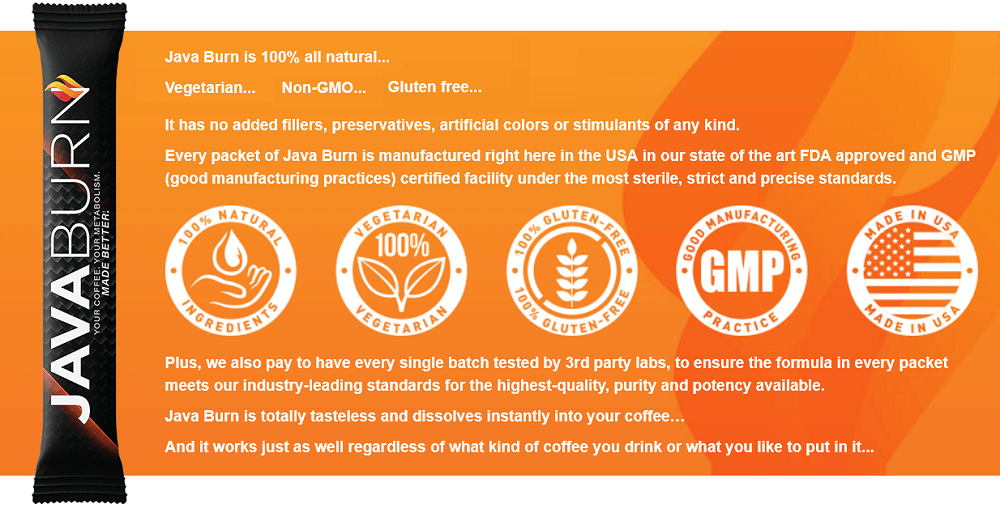 JAVABURN
YOUR COFFEE. YOUR METABOLISM.
MADE BETTER.
Java Burn is 100% all natural...
Vegetarian... Non-GMO... Gluten free...
It has no added fillers, preservatives, artificial colors or stimulants of any kind.
Every packet of Java Burn is manufactured right here in the USA in our state of the art FDA approved and GMP
(good manufacturing practices) certified facility under the most sterile, strict and precise standards.
100% NATURAL
INGREDIENTS
VEGETARIAN
100%
VEGETARIAN
100% GLUTEN-FREE
100% GLUTEN-FREE
GOOD MANUFACTURING
GMP
PRACTICE
MADE IN USA
MADE IN USA
Plus, we also pay to have every single batch tested by 3rd party labs, to ensure the formula in every packet
meets our industry-leading standards for the highest-quality, purity and potency available.
Java Burn is totally tasteless and dissolves instantly into your coffee…
And it works just as well regardless of what kind of coffee you drink or what you like to put in it...